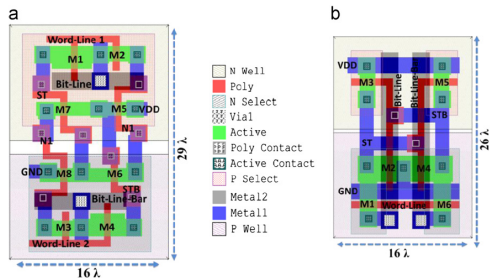 a
Word-Line 1
M1
M2
Bit-Line
ST
M7
M5
VDD
N1
N1
GND
M8
M6
STB
Bit-Line-Bar
M3
M4
Word-Line 2
16 λ
29 λ
N Well
Poly
N Select
Via1
Active
Poly Contact
Active Contact
P Select
Metal2
Metal1
P Well
b
VDD
M3
M5
Bit-Line
Bit-Line-Bar
STB
ST
M2
M4
GND
M1
Word-Line
M6
16 λ
26 λ